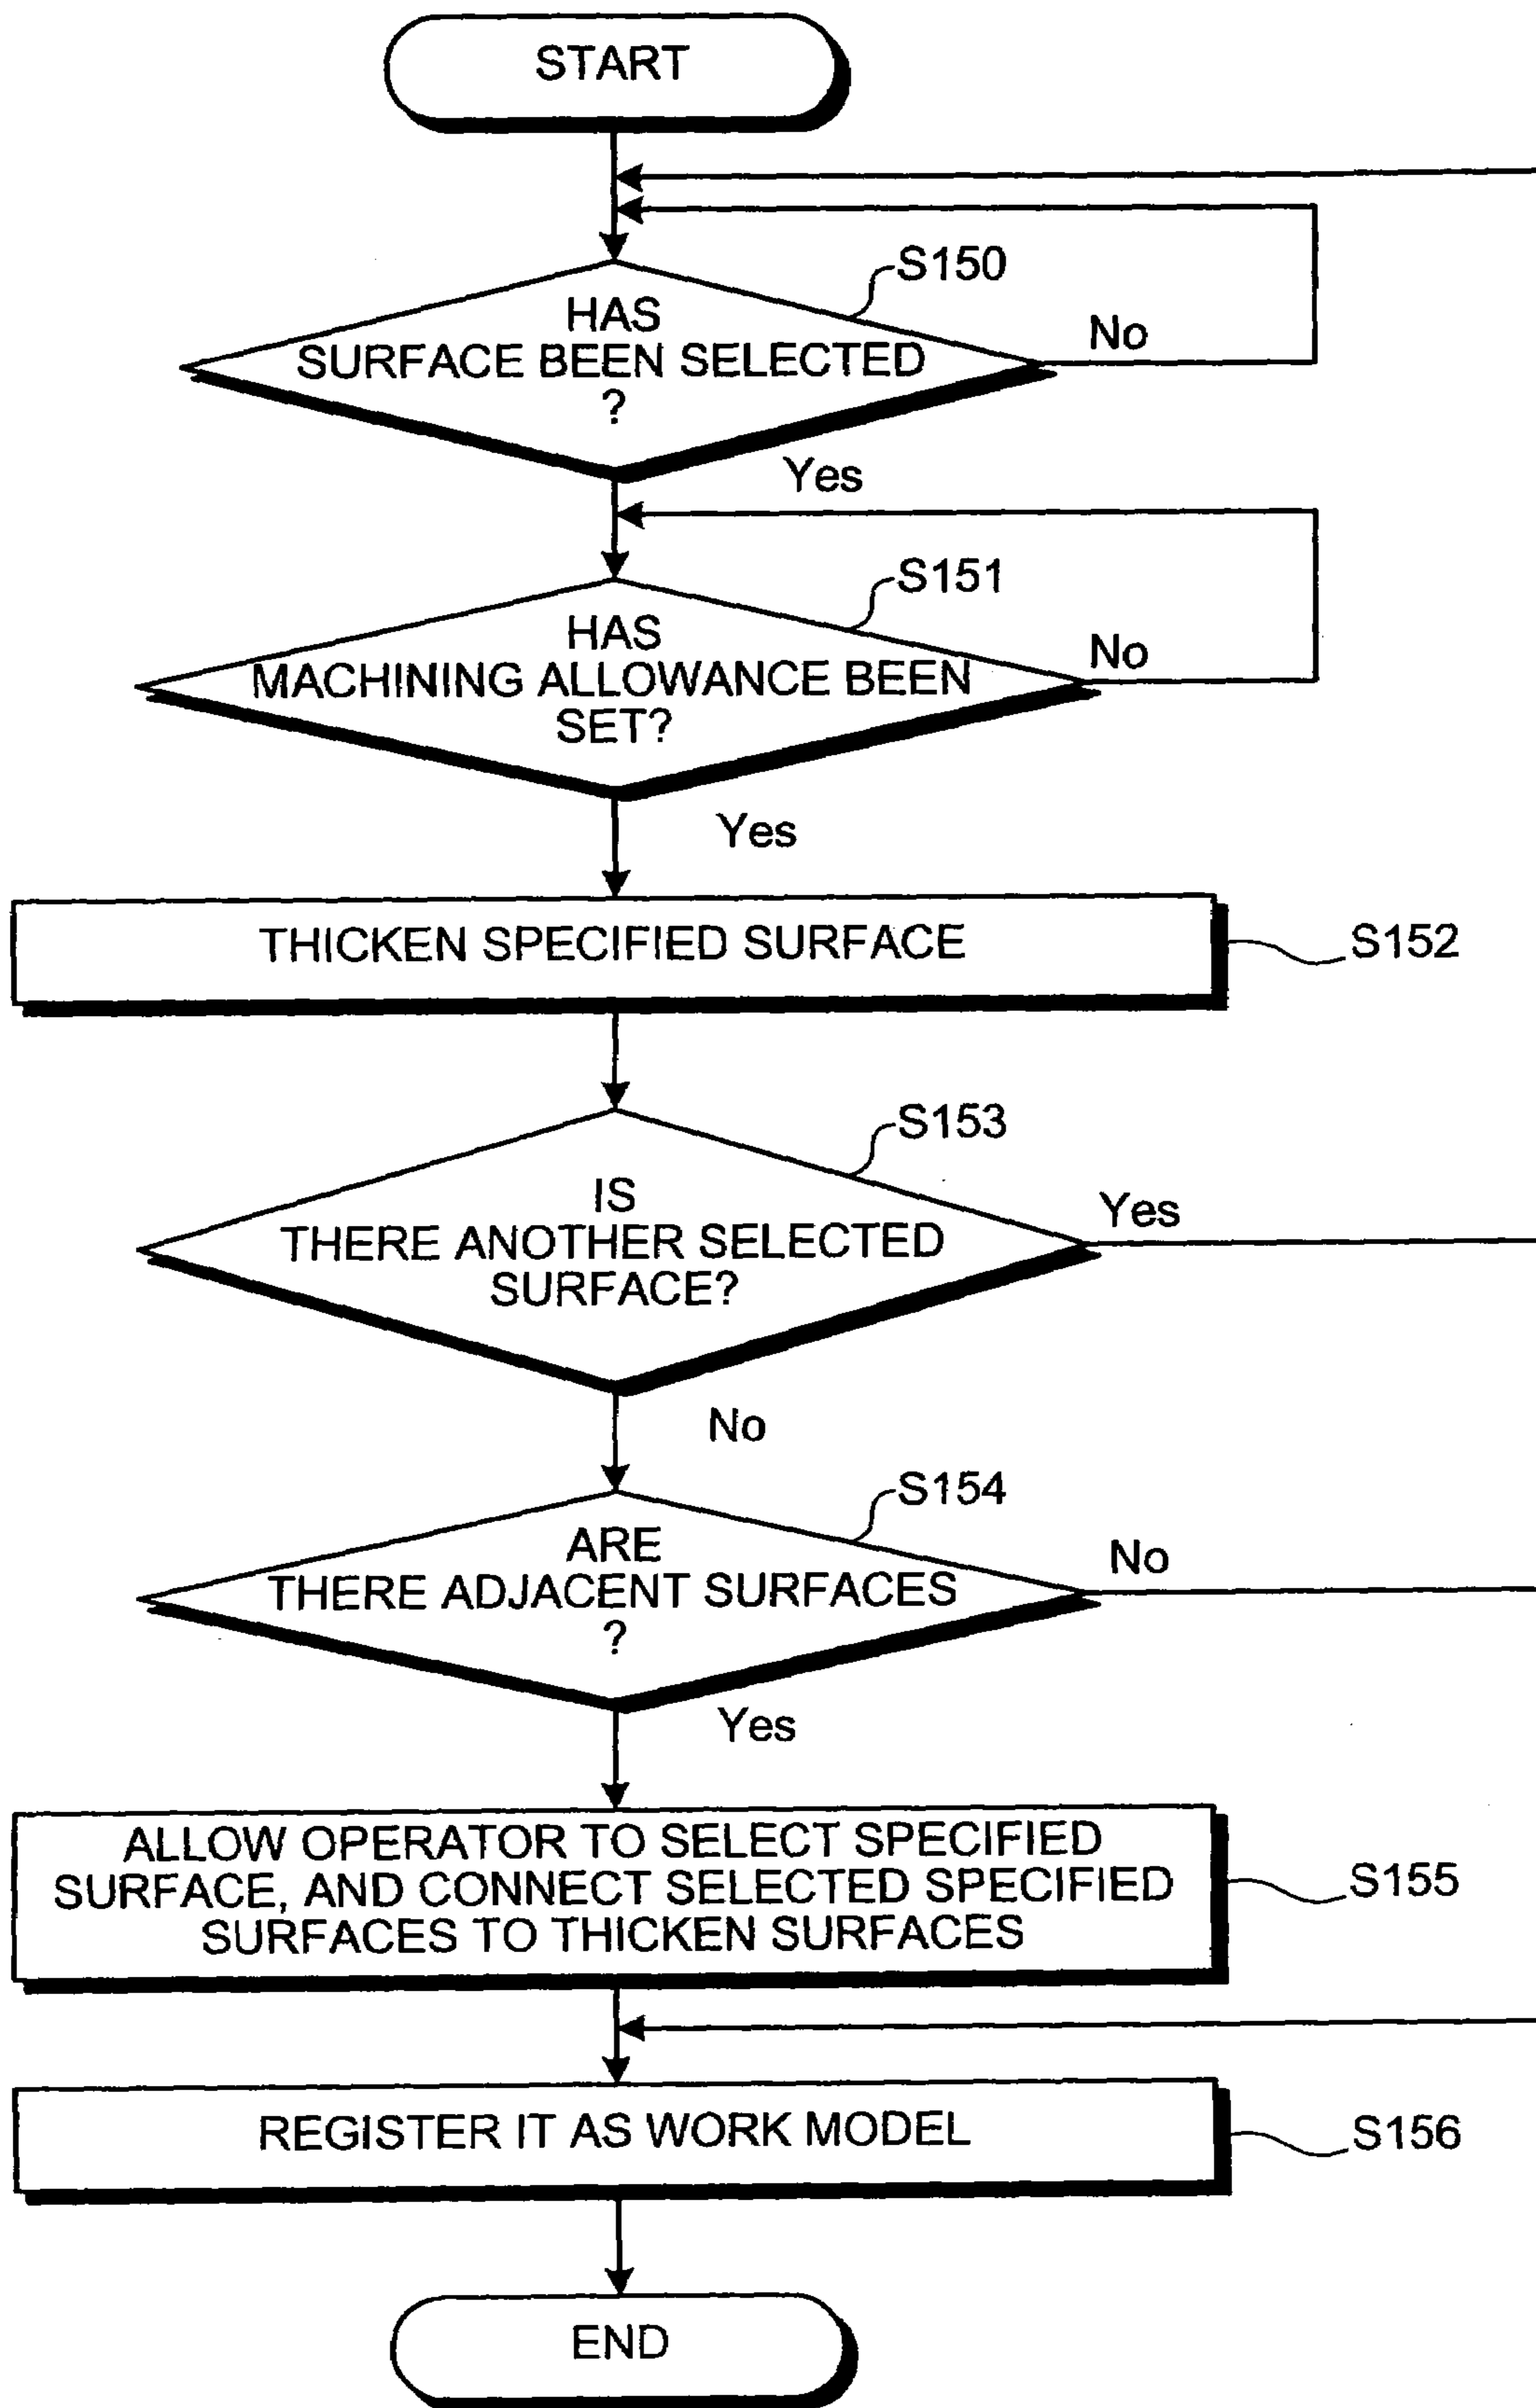 START
S150
HAS
SURFACE BEEN SELECTED
?
No
Yes
S151
HAS
MACHINING ALLOWANCE BEEN
SET?
No
Yes
THICKEN SPECIFIED SURFACE
S152
S153
IS
THERE ANOTHER SELECTED
SURFACE?
Yes
No
S154
ARE
THERE ADJACENT SURFACES
?
No
Yes
ALLOW OPERATOR TO SELECT SPECIFIED
SURFACE, AND CONNECT SELECTED SPECIFIED
SURFACES TO THICKEN SURFACES
S155
REGISTER IT AS WORK MODEL
S156
END